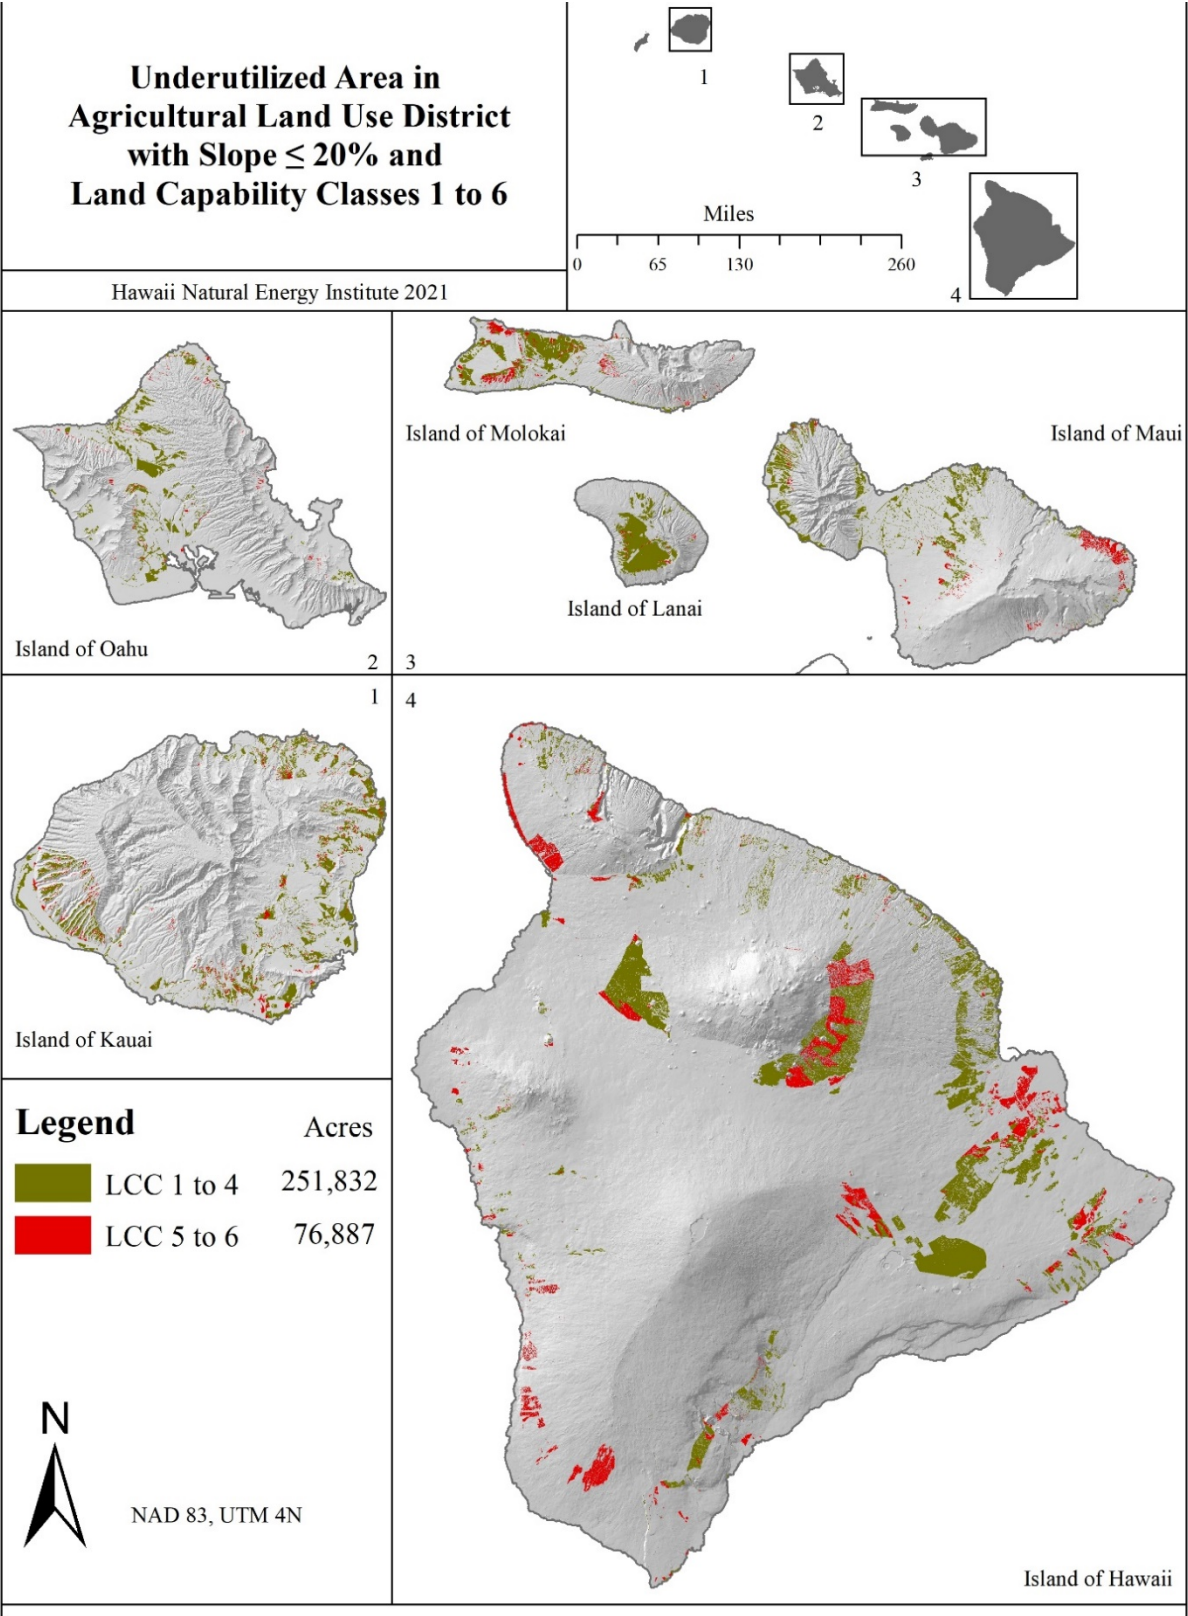 Underutilized Area in
Agricultural Land Use District
with Slope ≤ 20% and
Land Capability Classes 1 to 6
Hawaii Natural Energy Institute 2021
1
2
3
4
Miles
0 65 130 260
Island of Oahu
2
Island of Molokai
Island of Maui
Island of Lanai
3
1
Island of Kauai
4
Island of Hawaii
Legend
Acres
LCC 1 to 4 251,832
LCC 5 to 6 76,887
N
NAD 83, UTM 4N